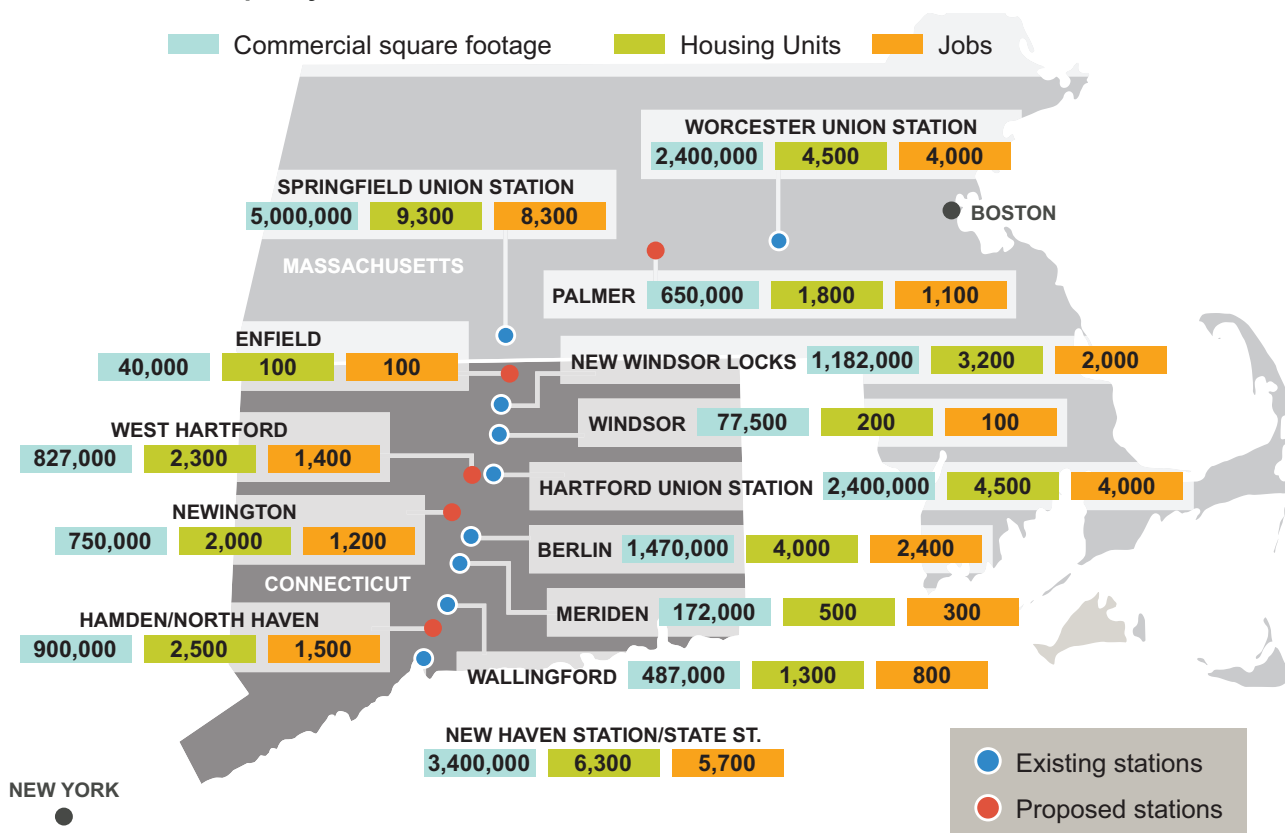 Commercial square footage
Housing Units
Jobs
WORCESTER UNION STATION
2,400,000 4,500 4,000
SPRINGFIELD UNION STATION
5,000,000 9,300 8,300
BOSTON
MASSACHUSETTS
PALMER 650,000 1,800 1,100
ENFIELD
40,000 100 100
NEW WINDSOR LOCKS 1,182,000 3,200 2,000
WINDSOR 77,500 200 100
WEST HARTFORD
827,000 2,300 1,400
HARTFORD UNION STATION 2,400,000 4,500 4,000
NEWINGTON
750,000 2,000 1,200
BERLIN 1,470,000 4,000 2,400
CONNECTICUT
MERIDEN 172,000 500 300
HAMDEN/NORTH HAVEN
900,000 2,500 1,500
WALLINGFORD 487,000 1,300 800
NEW HAVEN STATION/STATE ST.
3,400,000 6,300 5,700
Existing stations
Proposed stations
NEW YORK